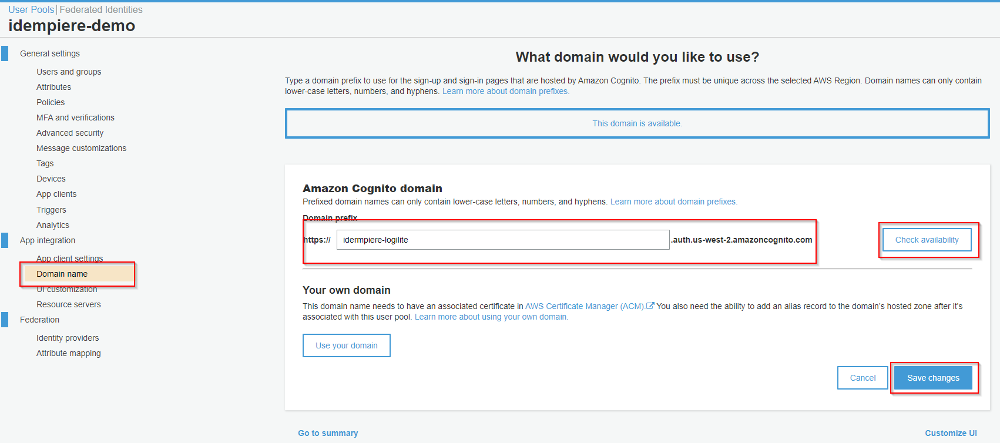 User Pools | Federated Identities
idempiere-demo
General settings
Users and groups
Attributes
Policies
MFA and verifications
Advanced security
Message customizations
Tags
Devices
App clients
Triggers
Analytics
App integration
App client settings
Domain name
UI customization
Resource servers
Federation
Identity providers
Attribute mapping
What domain would you like to use?
Type a domain prefix to use for the sign-up and sign-in pages that are hosted by Amazon Cognito. The prefix must be unique across the selected AWS Region. Domain names can only contain
lower-case letters, numbers, and hyphens. Learn more about domain prefixes.
This domain is available.
Amazon Cognito domain
Prefixed domain names can only contain lower-case letters, numbers, and hyphens. Learn more about domain prefixes.
Domain prefix
https:// idermpiere-logilite .auth.us-west-2.amazoncognito.com Check availability
Your own domain
This domain name needs to have an associated certificate in AWS Certificate Manager (ACM). You also need the ability to add an alias record to the domain's hosted zone after it's
associated with this user pool. Learn more about using your own domain.
Use your domain
Cancel Save changes
Go to summary Customize UI